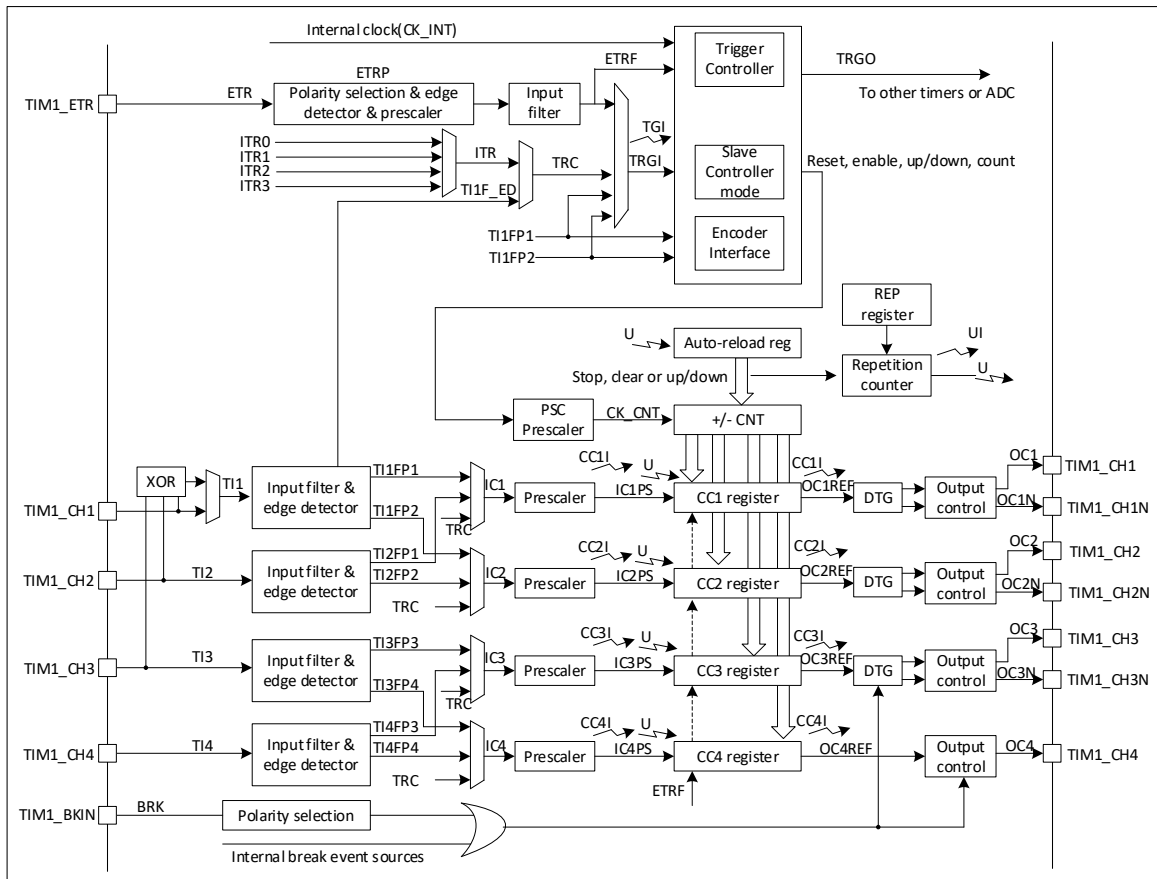 Internal clock(CK_INT)
Trigger
Controller
ETRF
TRGO
To other timers or ADC
ETRP
TIM1_ETR
ETR
Polarity selection & edge
detector & prescaler
Input
filter
TGI
ITR0
ITR1
ITR2
ITR3
ITR
TRC
TRGI
TI1F_ED
Slave
Controller
mode
Reset, enable, up/down, count
TI1FP1
TI1FP2
Encoder
Interface
REP
register
U
Auto-reload reg
UI
U
Repetition
counter
Stop, clear or up/down
PSC
Prescaler
CK_CNT
+/- CNT
XOR
TI1
TIM1_CH1
Input filter &
edge detector
TI1FP1
TI1FP2
TRC
IC1
Prescaler
IC1PS
CC1I
U
CC1 register
CC1I
OC1REF
DTG
Output
control
OC1
OC1N
TIM1_CH1
TIM1_CH1N
TIM1_CH2
TI2
Input filter &
edge detector
TI2FP1
TI2FP2
TRC
IC2
Prescaler
IC2PS
CC2I
U
CC2 register
CC2I
OC2REF
DTG
Output
control
OC2
OC2N
TIM1_CH2
TIM1_CH2N
TIM1_CH3
TI3
Input filter &
edge detector
TI3FP3
TI3FP4
TRC
IC3
Prescaler
IC3PS
CC3I
U
CC3 register
CC3I
OC3REF
DTG
Output
control
OC3
OC3N
TIM1_CH3
TIM1_CH3N
TIM1_CH4
TI4
Input filter &
edge detector
TI4FP3
TI4FP4
TRC
IC4
Prescaler
IC4PS
CC4I
U
CC4 register
CC4I
OC4REF
Output
control
OC4
TIM1_CH4
ETRF
TIM1_BKIN
BRK
Polarity selection
Internal break event sources